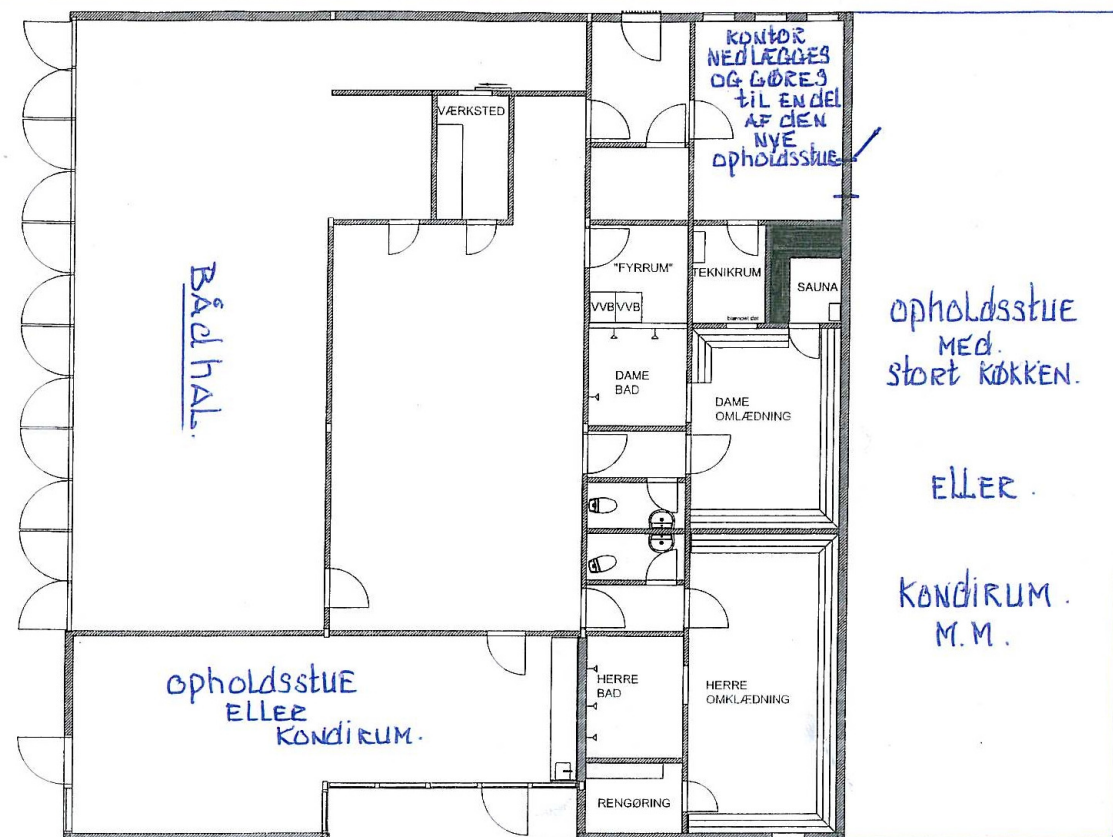 KONTOR
NEDLÆGGES
OG GØRES
TIL EN DEL
AF DEN
NYE
OPHOLDSSTUE
VÆRKSTED
"FYRRUM"
VVB VVB
TEKNIKRUM
SAUNA
BÅDHAL.
DAME
BAD
DAME
OMLÆDNING
OPHOLDSSTUE
MED.
STORT KØKKEN.
ELLER.
KONDIRUM.
M.M.
OPHOLDSSTUE
ELLER
KONDIRUM.
HERRE
BAD
HERRE
OMKLÆDNING
RENGØRING